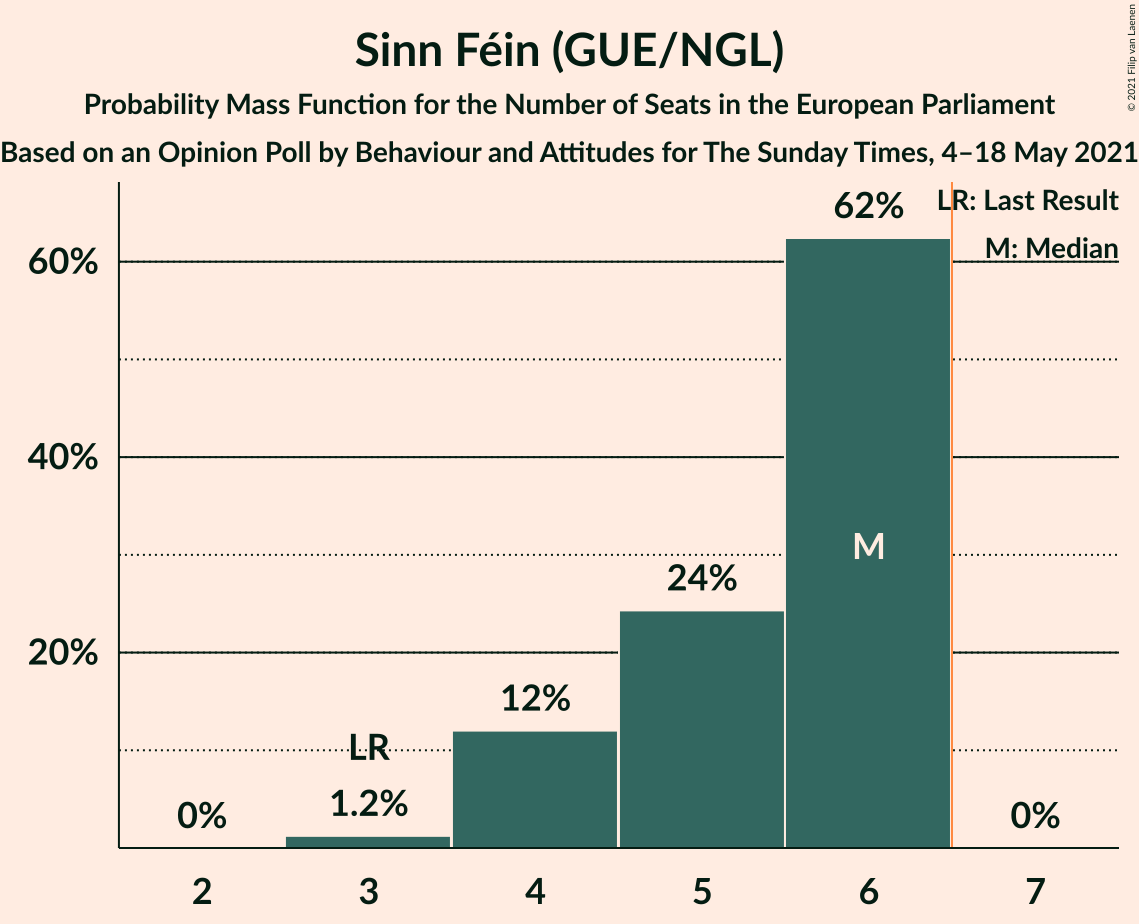 Sinn Féin (GUE/NGL)
Probability Mass Function for the Number of Seats in the European Parliament
Based on an Opinion Poll by Behaviour and Attitudes for The Sunday Times, 4–18 May 2021
© 2021 Filip van Laenen
LR: Last Result
M: Median
62%
60%
40%
M
24%
20%
12%
LR
1.2%
0%
0%
2 3 4 5 6 7